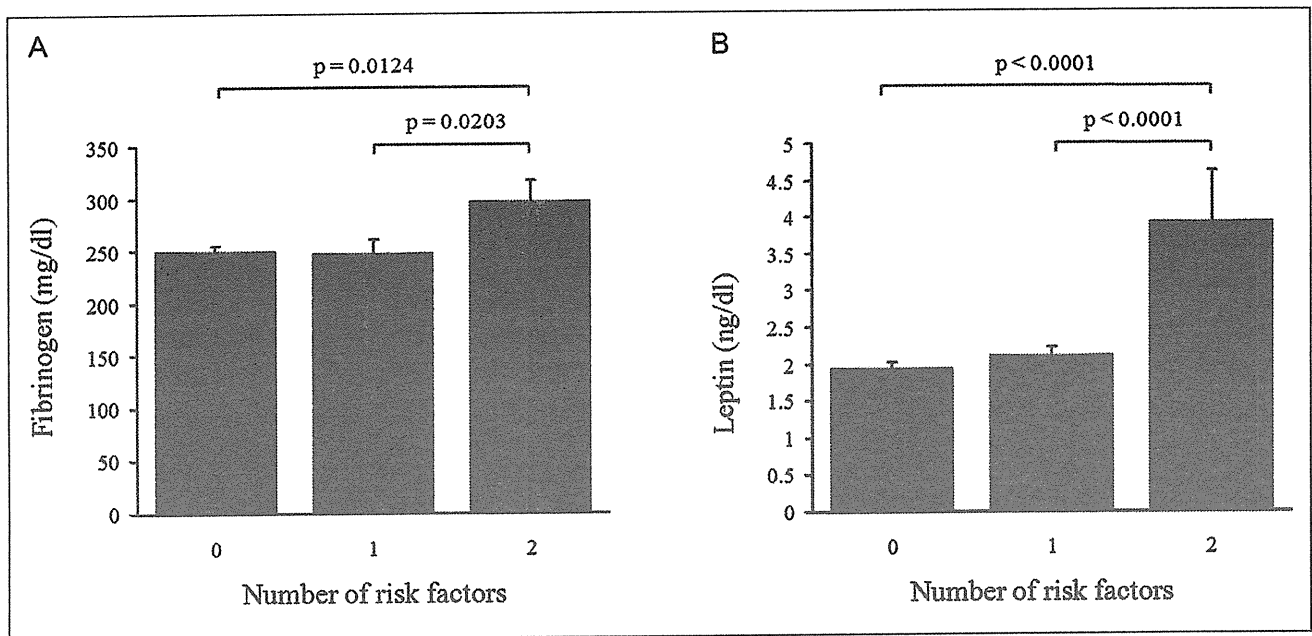 A
p = 0.0124
p = 0.0203
350
300
250
200
150
100
50
0
Fibrinogen (mg/dl)
0 1 2
Number of risk factors
B
p < 0.0001
p < 0.0001
5
4.5
4
3.5
3
2.5
2
1.5
1
0.5
0
Leptin (ng/dl)
0 1 2
Number of risk factors